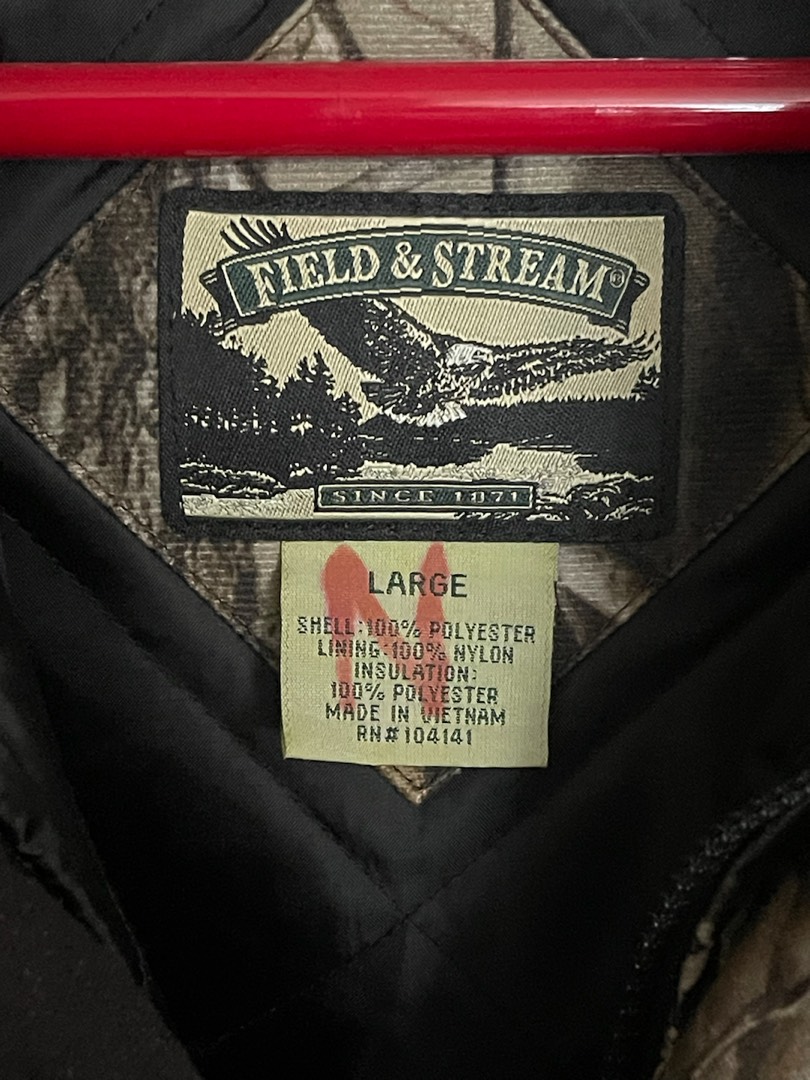 FIELD & STREAM®
SINCE 1871
M
LARGE
SHELL:100% POLYESTER
LINING:100% NYLON
INSULATION:
100% POLYESTER
MADE IN VIETNAM
RN#104141